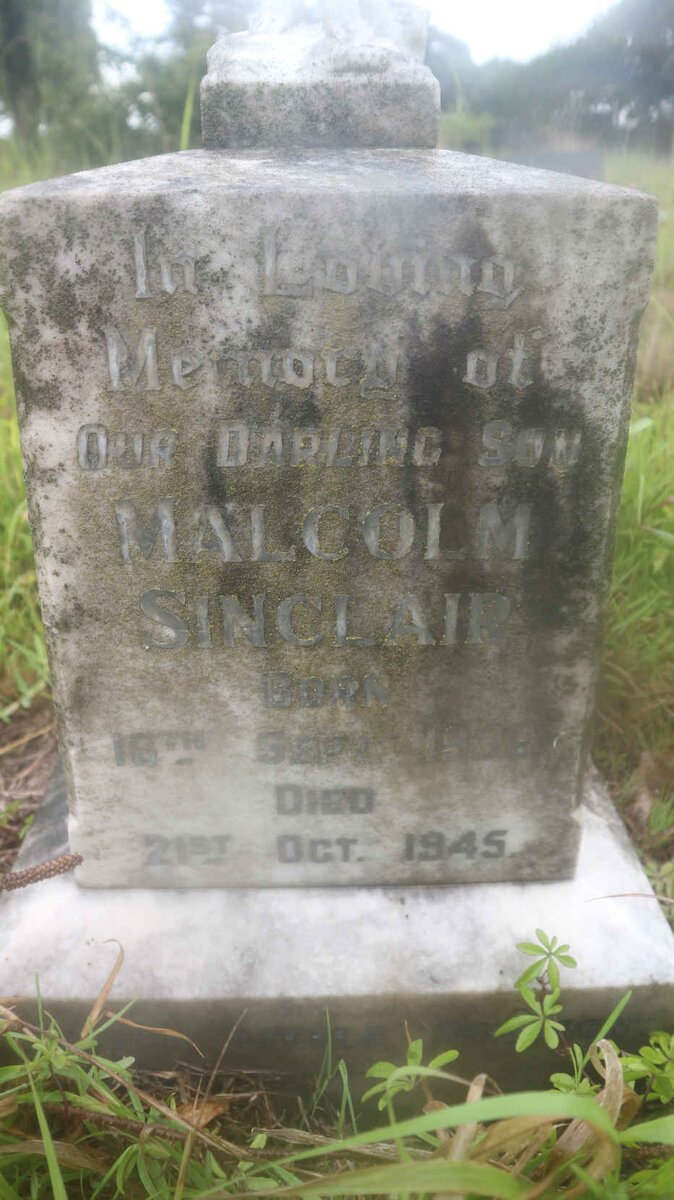 In Loving
Memory of
OUR DARLING SON
MALCOLM
SINCLAIR
BORN
16TH SEPT.
DIED
21ST OCT. 1945.